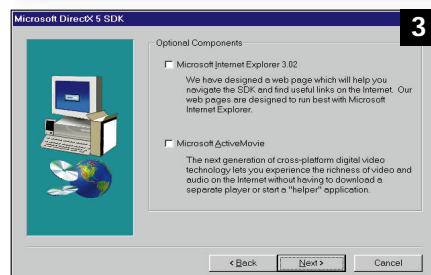 Microsoft DirectX 5 SDK
3
Optional Components
Microsoft Internet Explorer 3.02
We have designed a web page which will help you
navigate the SDK and find useful links on the Internet. Our
web pages are designed to run best with Microsoft
Internet Explorer.
Microsoft ActiveMovie
The next generation of cross-platform digital video
technology lets you experience the richness of video and
audio on the Internet without having to download a
separate player or start a "helper" application.
< Back
Next >
Cancel